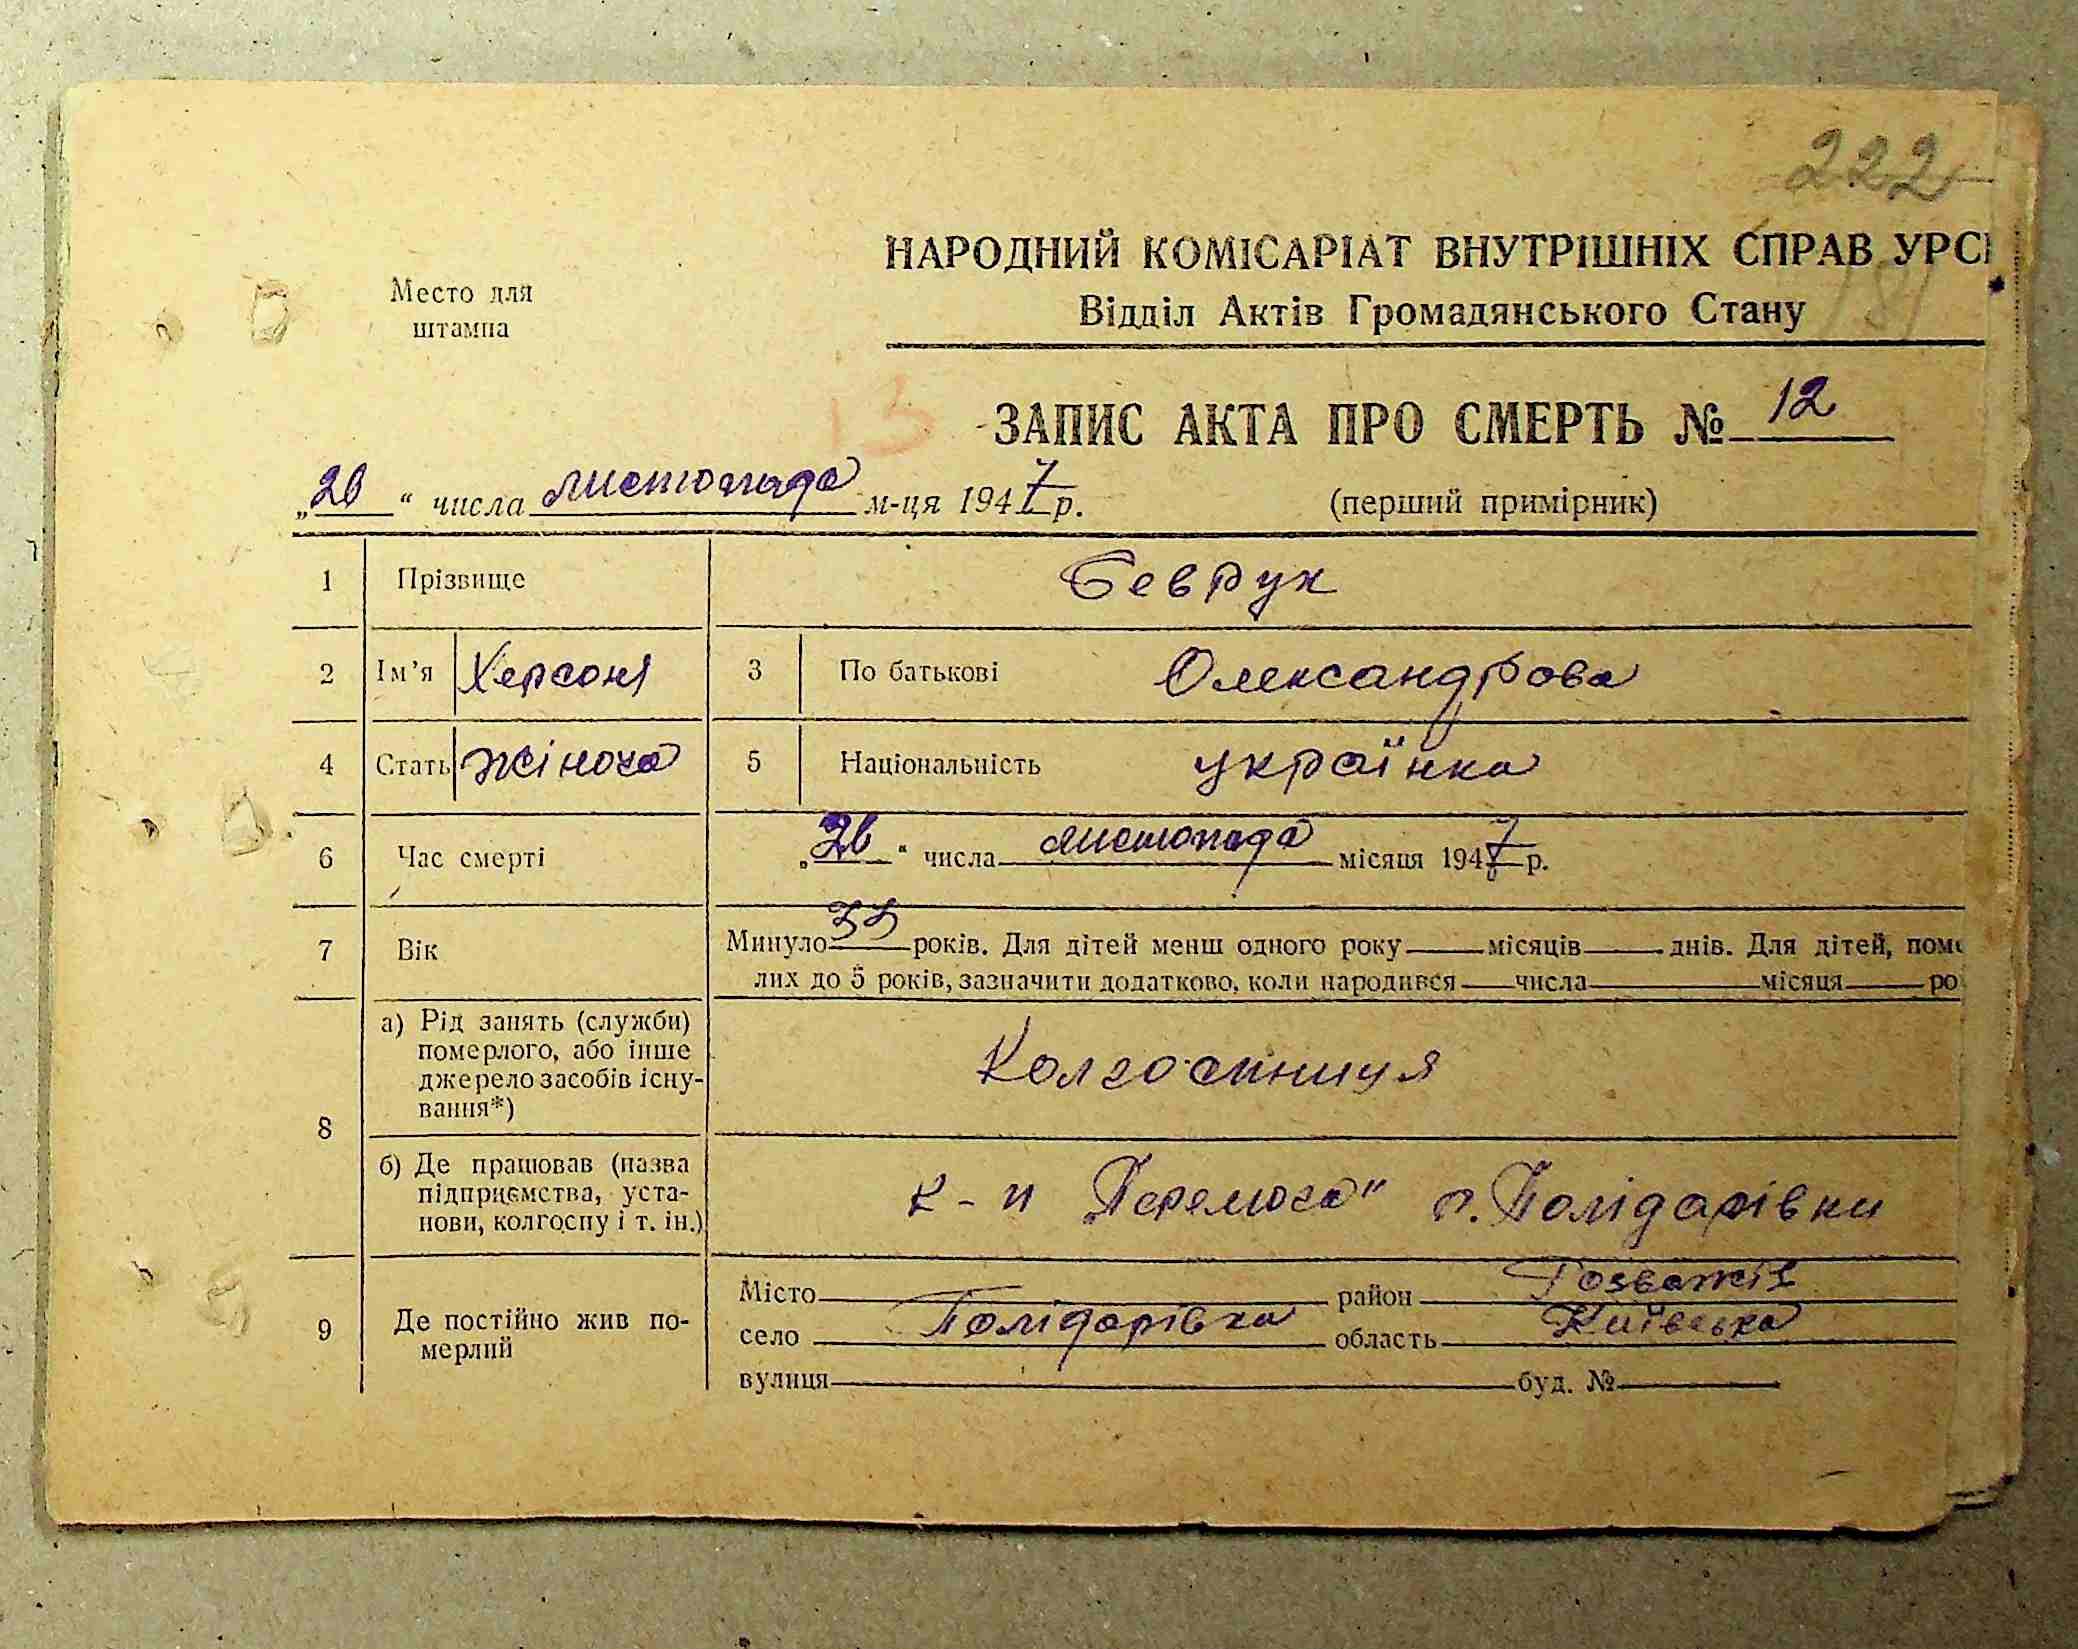 222
НАРОДНИЙ КОМІСАРІАТ ВНУТРІШНІХ СПРАВ УРС
Відділ Актів Громадянського Стану
Место для
штампа
13
ЗАПИС АКТА ПРО СМЕРТЬ № 12
„26“ числа листопада м-ця 1947 р. (перший примірник)
1 Прізвище Беврук
2 Ім'я Херсоня 3 По батькові Олександрова
4 Стать жіноча 5 Національність українка
6 Час смерті „26“ числа листопада місяця 1947 р.
7 Вік Минуло 35 років. Для дітей менш одного року місяців днів. Для дітей, поме
лих до 5 років, зазначити додатково, коли народився числа місяця ро
8 а) Рід занять (служби)
померлого, або інше
джерело засобів існу-
вання*) Колгоспниця
б) Де працював (назва
підприємства, уста-
нови, колгоспу і т. ін.) к-п „Перемога" с. Полідарівки
9 Де постійно жив по-
мерлий
Місто район Розважів
село Полідарівка область Київська
вулиця буд. №